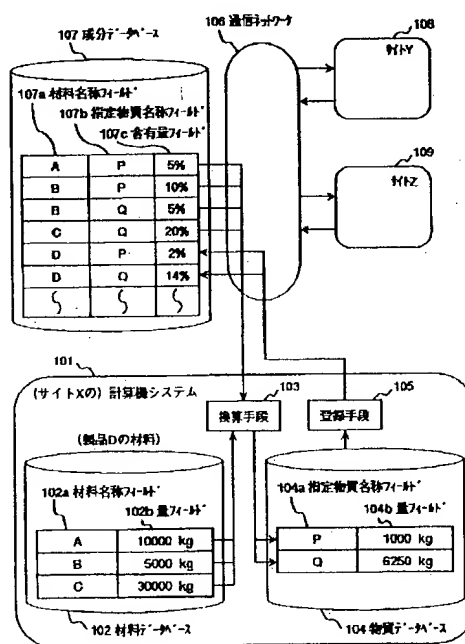 107 成分データベース
106 通信ネットワーク
108
サイトY
107a 材料名称フィールド
107b 指定物質名称フィールド
107c 含有量フィールド
A P 5%
B P 10%
B Q 5%
C Q 20%
D P 2%
D Q 14%
109
サイトZ
101
(サイトXの) 計算機システム
103
換算手段
105
登録手段
(製品Dの材料)
102a 材料名称フィールド
102b 量フィールド
A 10000 kg
B 5000 kg
C 30000 kg
102 材料データベース
104a 指定物質名称フィールド
104b 量フィールド
P 1000 kg
Q 6250 kg
104 物質データベース